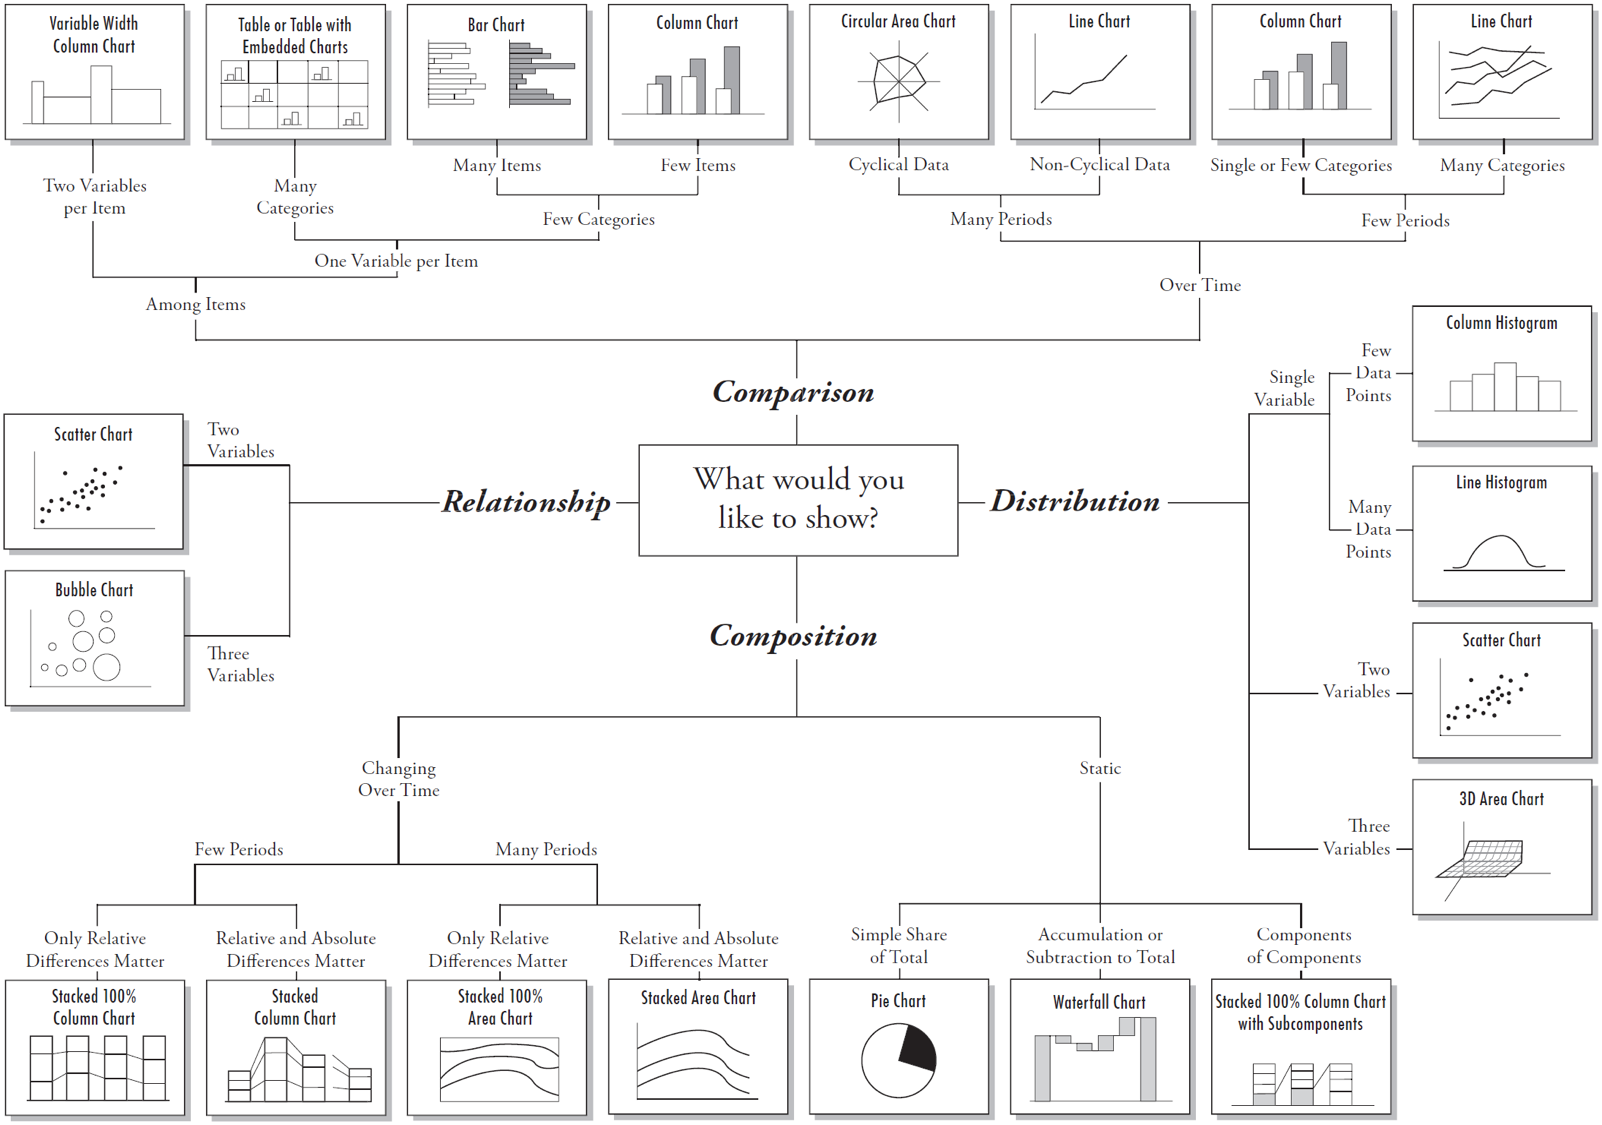 Variable Width
Column Chart
Table or Table with
Embedded Charts
Bar Chart
Column Chart
Circular Area Chart
Line Chart
Column Chart
Line Chart
Two Variables
per Item
Many
Categories
Many Items
Few Items
Cyclical Data
Non-Cyclical Data
Single or Few Categories
Many Categories
Few Categories
Many Periods
Few Periods
One Variable per Item
Among Items
Over Time
Comparison
What would you
like to show?
Relationship
Two
Variables
Scatter Chart
Three
Variables
Bubble Chart
Distribution
Single
Variable
Few
Data
Points
Column Histogram
Many
Data
Points
Line Histogram
Two
Variables
Scatter Chart
Three
Variables
3D Area Chart
Composition
Changing
Over Time
Static
Few Periods
Many Periods
Only Relative
Differences Matter
Relative and Absolute
Differences Matter
Only Relative
Differences Matter
Relative and Absolute
Differences Matter
Simple Share
of Total
Accumulation or
Subtraction to Total
Components
of Components
Stacked 100%
Column Chart
Stacked
Column Chart
Stacked 100%
Area Chart
Stacked Area Chart
Pie Chart
Waterfall Chart
Stacked 100% Column Chart
with Subcomponents